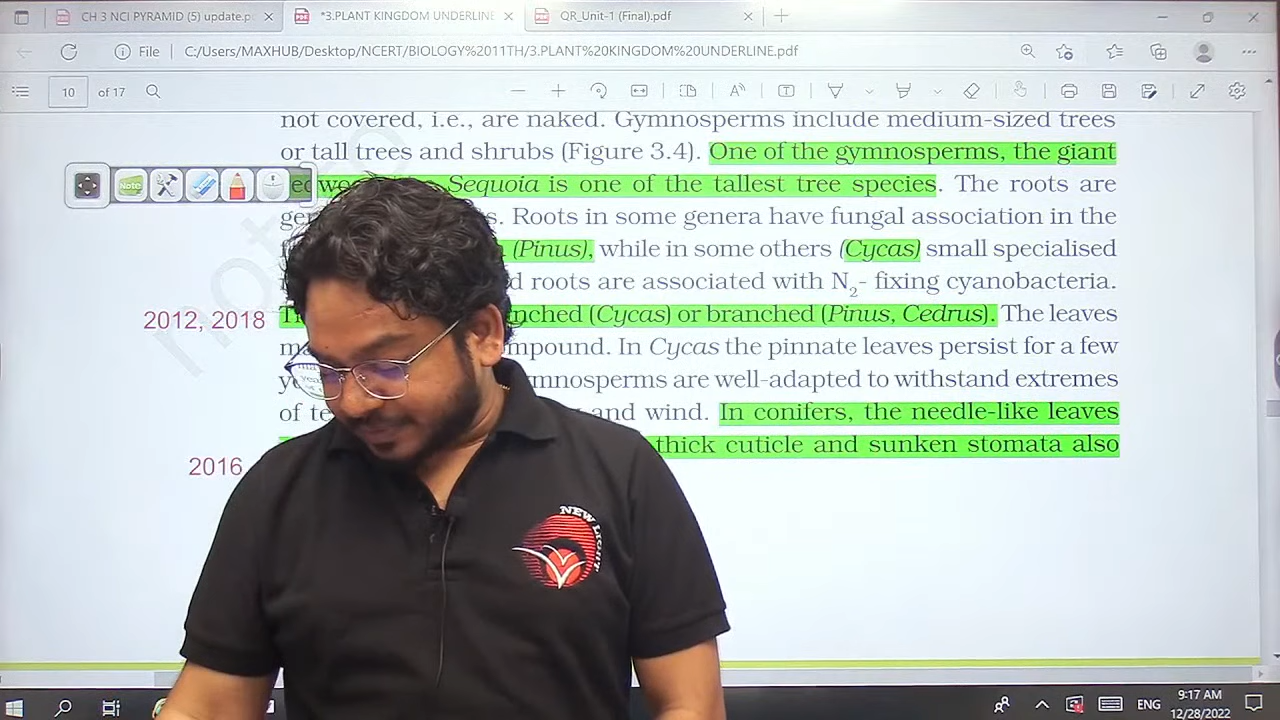 CH 3 NCI PYRAMID (5) update.p
*3.PLANT KINGDOM UNDERLINE
QR_Unit-1 (Final).pdf
File
C:/Users/MAXHUB/Desktop/NCERT/BIOLOGY%2011TH/3.PLANT%20KINGDOM%20UNDERLINE.pdf
10 of 17
not covered, i.e., are naked. Gymnosperms include medium-sized trees
or tall trees and shrubs (Figure 3.4). One of the gymnosperms, the giant
Sequoia is one of the tallest tree species. The roots are
Roots in some genera have fungal association in the
(Pinus), while in some others (Cycas) small specialised
roots are associated with N2- fixing cyanobacteria.
2012, 2018
(Cycas) or branched (Pinus, Cedrus). The leaves
In Cycas the pinnate leaves persist for a few
are well-adapted to withstand extremes
of and wind. In conifers, the needle-like leaves
thick cuticle and sunken stomata also
2016
Note
NEW LIGHT
ENG
9:17 AM
12/28/2022